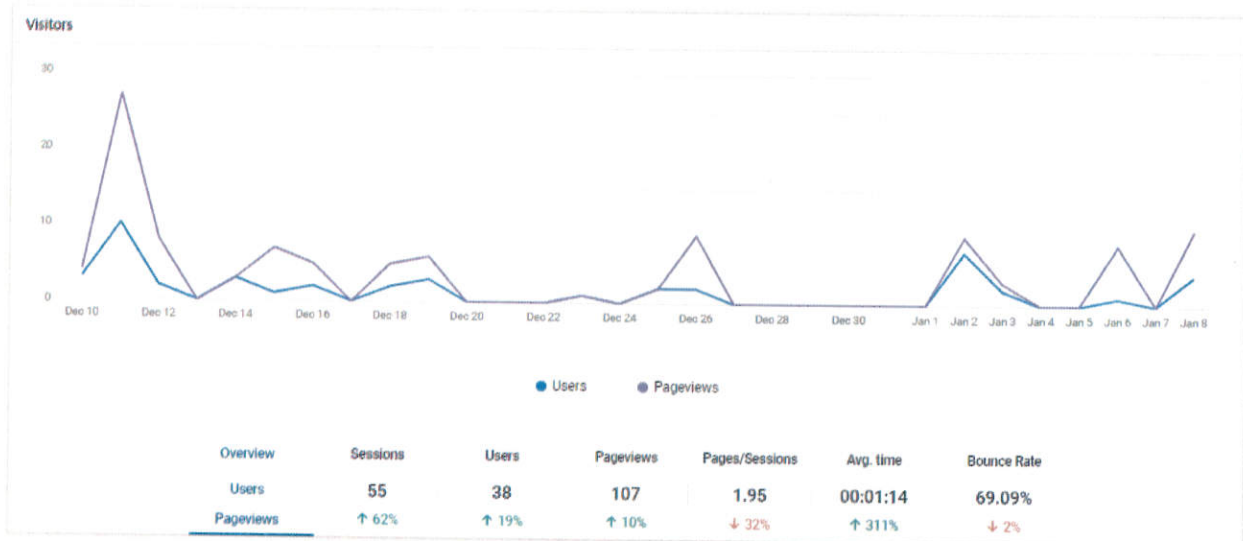 Visitors
30
20
10
0
Dec 10 Dec 12 Dec 14 Dec 16 Dec 18 Dec 20 Dec 22 Dec 24 Dec 26 Dec 28 Dec 30 Jan 1 Jan 2 Jan 3 Jan 4 Jan 5 Jan 6 Jan 7 Jan 8
Users Pageviews
Overview Sessions Users Pageviews Pages/Sessions Avg. time Bounce Rate
Users 55 38 107 1.95 00:01:14 69.09%
Pageviews ↑ 62% ↑ 19% ↑ 10% ↓ 32% ↑ 311% ↓ 2%